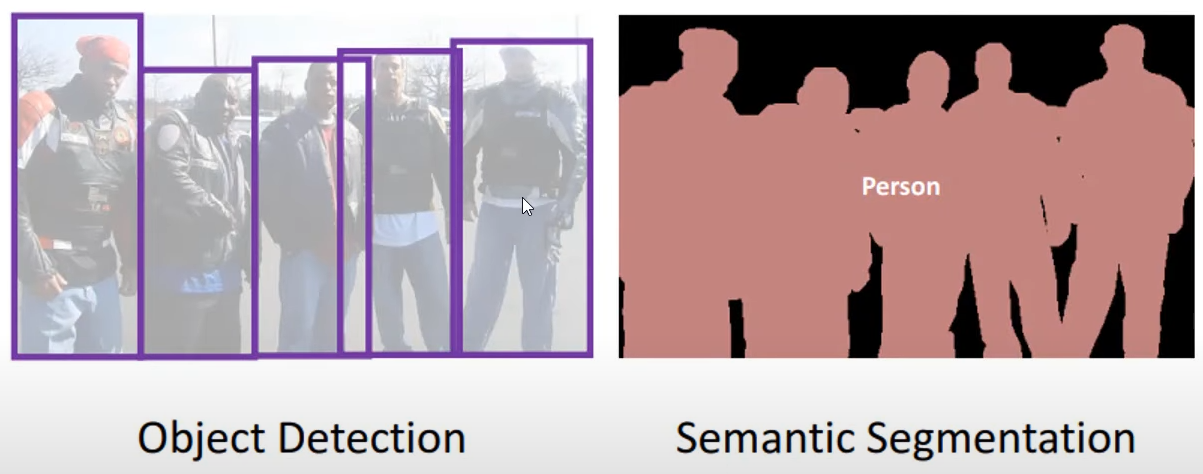 Person
Object Detection
Semantic Segmentation